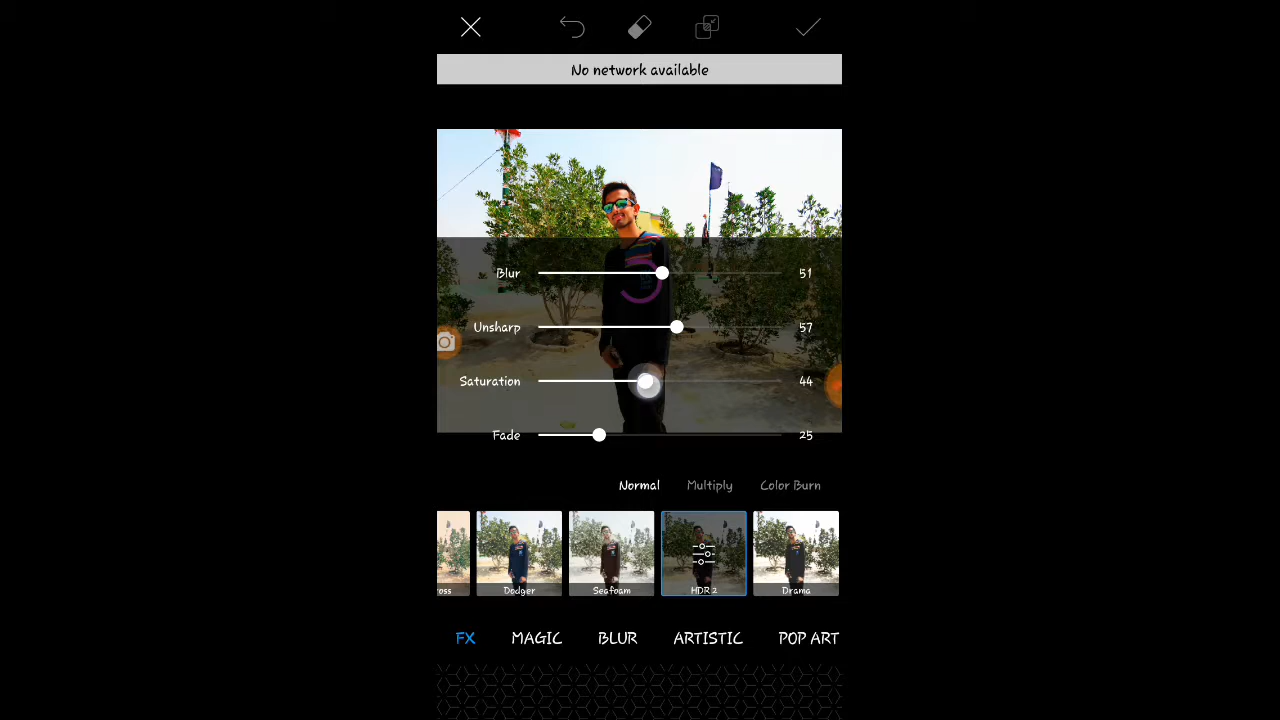 No network available
Blur 51
Unsharp 57
Saturation 44
Fade 25
Normal Multiply Color Burn
oss Dodger Seafoam HDR 2 Drama
FX MAGIC BLUR ARTISTIC POP ART